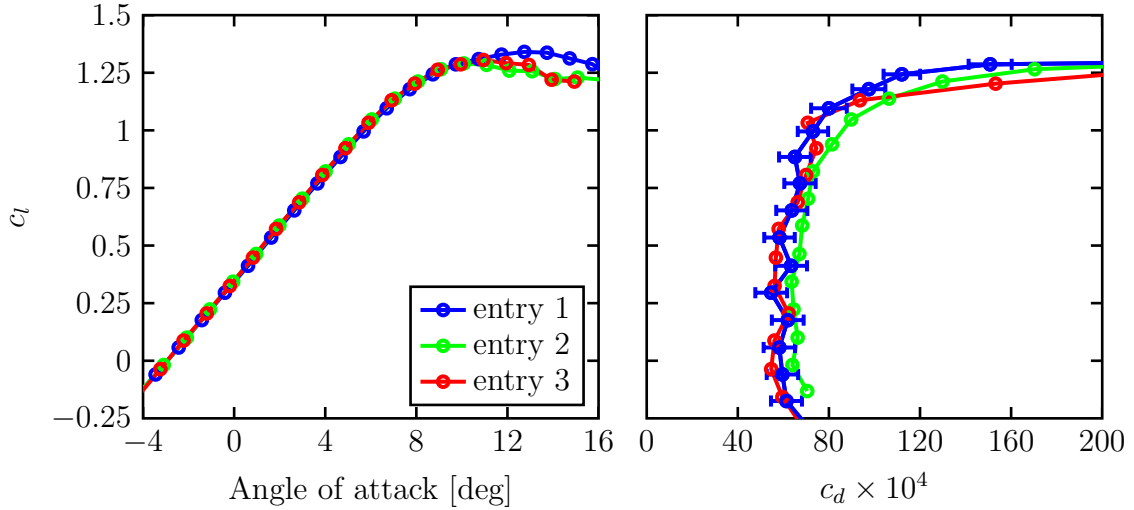 1.5
1.25
1
0.75
0.5
0.25
0
−0.25
c_l
−4 0 4 8 12 16
Angle of attack [deg]
entry 1
entry 2
entry 3
0 40 80 120 160 200
c_d × 10^4